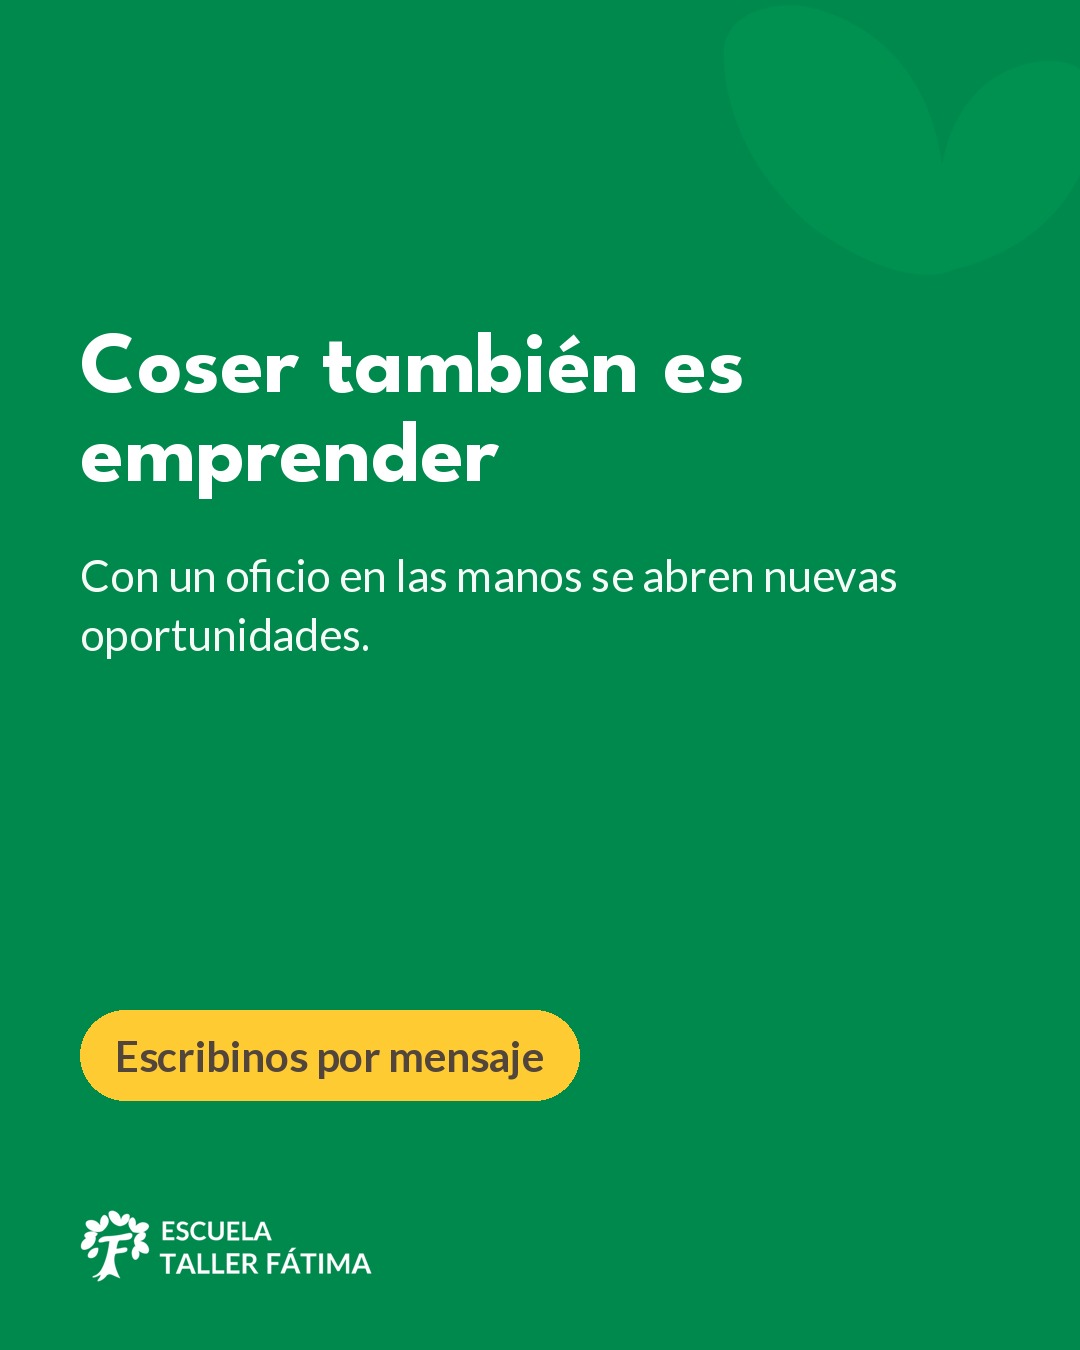 Coser también es
emprender
Con un oficio en las manos se abren nuevas
oportunidades.
Escribinos por mensaje
ESCUELA
TALLER FÁTIMA